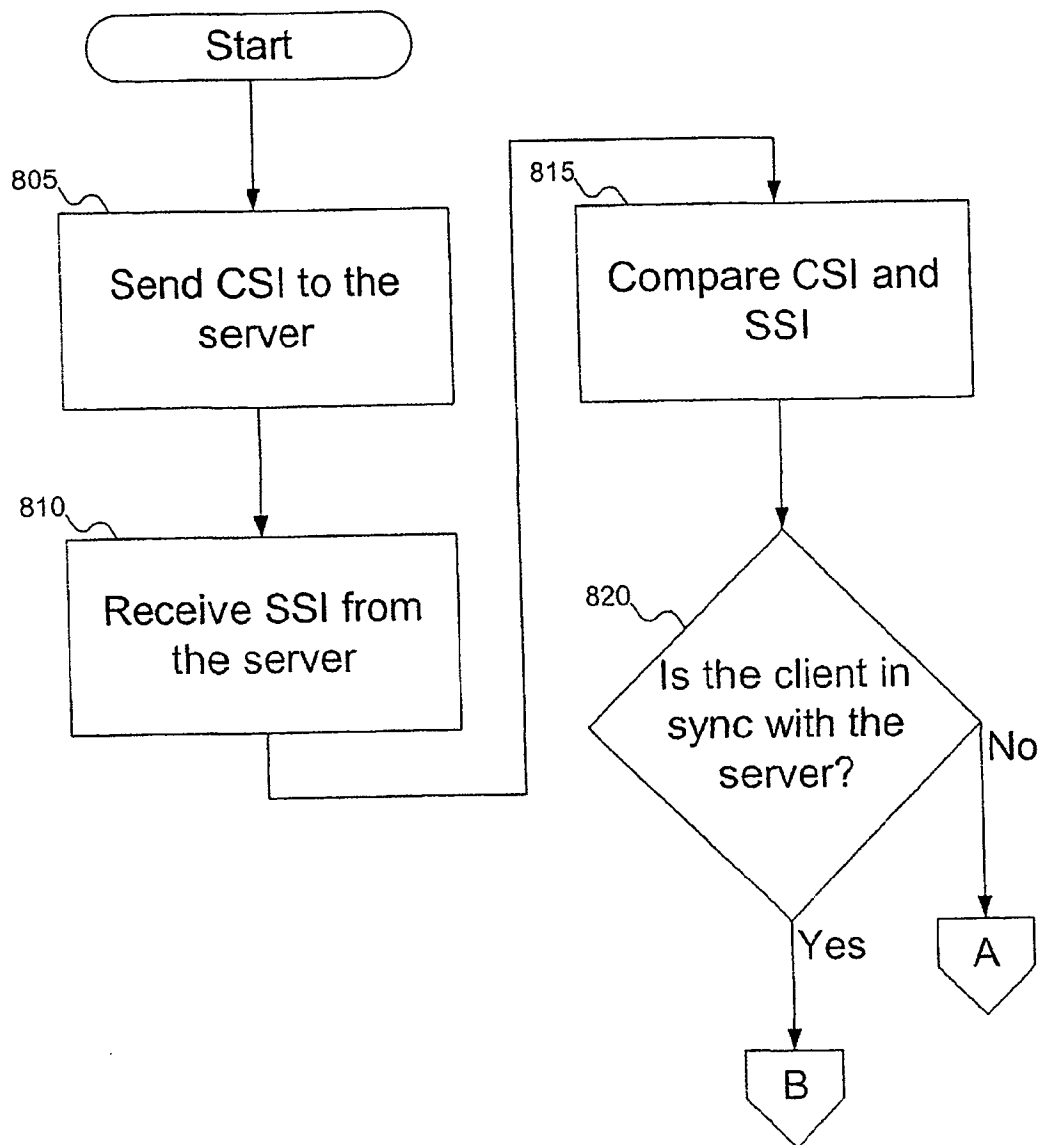 Start
805
Send CSI to the
server
810
Receive SSI from
the server
815
Compare CSI and
SSI
820
Is the client in
sync with the
server?
No
Yes
A
B